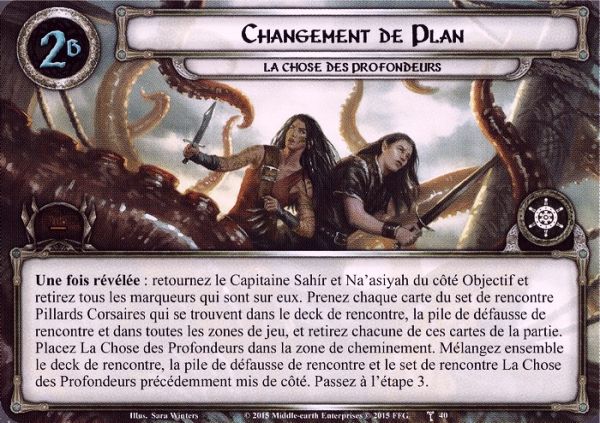 2B
Changement de Plan
La Chose des Profondeurs
Une fois révélée : retournez le Capitaine Sahír et Na'asiyah du côté Objectif et
retirez tous les marqueurs qui sont sur eux. Prenez chaque carte du set de rencontre
Pillards Corsaires qui se trouvent dans le deck de rencontre, la pile de défausse de
rencontre et dans toutes les zones de jeu, et retirez chacune de ces cartes de la partie.
Placez La Chose des Profondeurs dans la zone de cheminement. Mélangez ensemble
le deck de rencontre, la pile de défausse de rencontre et le set de rencontre La Chose
des Profondeurs précédemment mis de côté. Passez à l'étape 3.
Illus. Sara Winters © 2015 Middle-earth Enterprises © 2015 FFG. 40